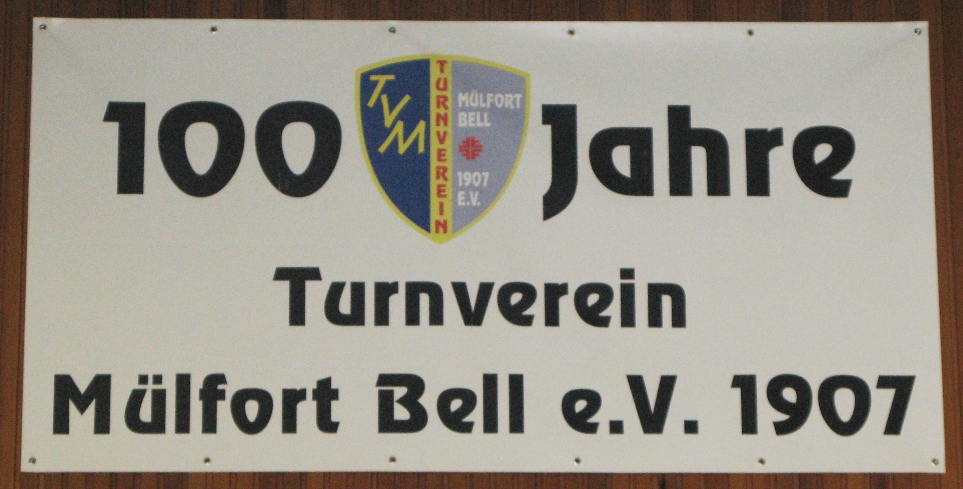 100 Jahre
TVM
TURNVEREIN
MÜLFORT
BELL
1907
E.V.
Turnverein
Mülfort Bell e.V. 1907